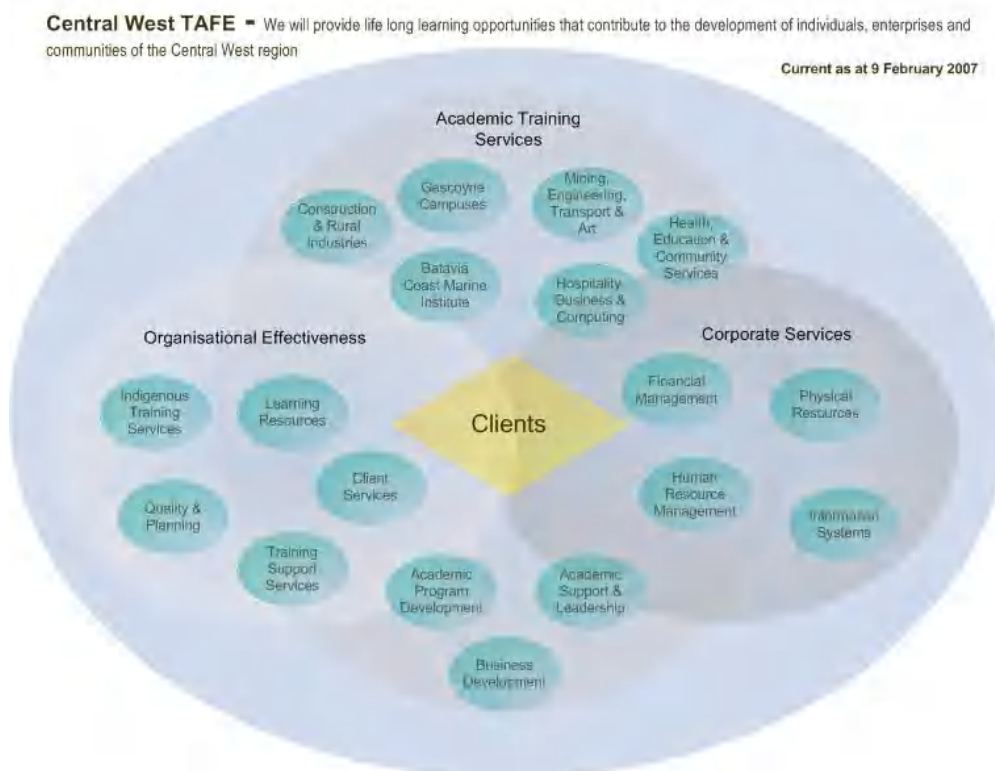 Central West TAFE - We will provide life long learning opportunities that contribute to the development of individuals, enterprises and
communities of the Central West region
Current as at 9 February 2007
Academic Training
Services
Gascoyne
Campuses
Mining,
Engineering,
Transport &
Art
Construction
& Rural
Industries
Health,
Education &
Community
Services
Batavia
Coast Marine
Institute
Hospitality
Business &
Computing
Organisational Effectiveness
Corporate Services
Indigenous
Training
Services
Learning
Resources
Clients
Financial
Management
Physical
Resources
Client
Services
Human
Resource
Management
Quality &
Planning
Information
Systems
Training
Support
Services
Academic
Program
Development
Academic
Support &
Leadership
Business
Development